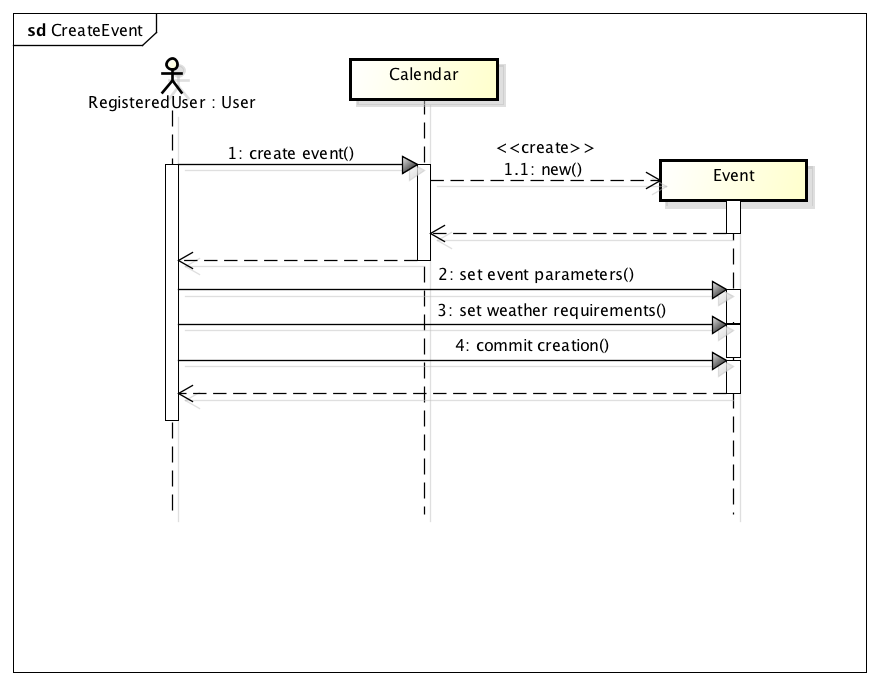 sd CreateEvent
Calendar
RegisteredUser : User
1: create event()
<<create>>
1.1: new()
Event
2: set event parameters()
3: set weather requirements()
4: commit creation()